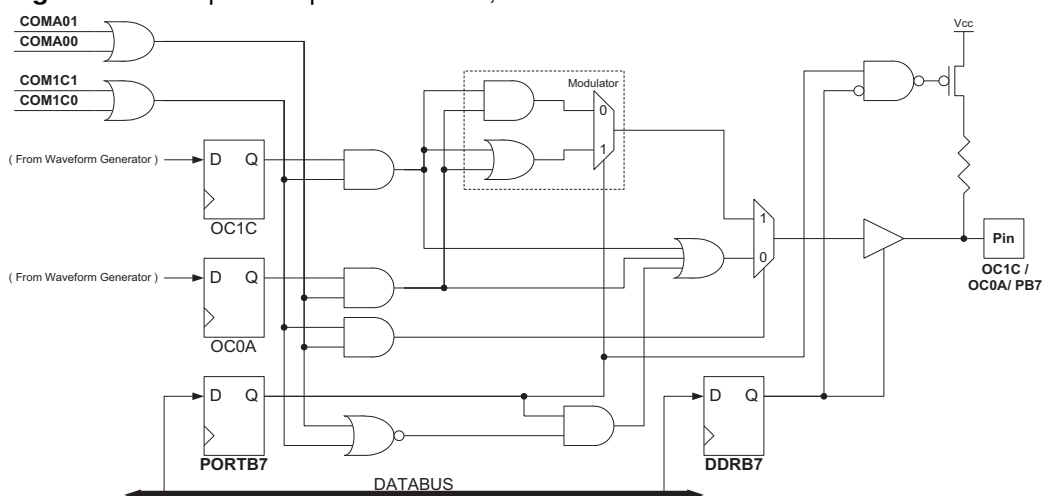 COMA01
COMA00
Vcc
COM1C1
COM1C0
Modulator
0
1
( From Waveform Generator )
D Q
OC1C
1
0
Pin
OC1C /
OC0A/ PB7
( From Waveform Generator )
D Q
OC0A
D Q
PORTB7
D Q
DDRB7
DATABUS